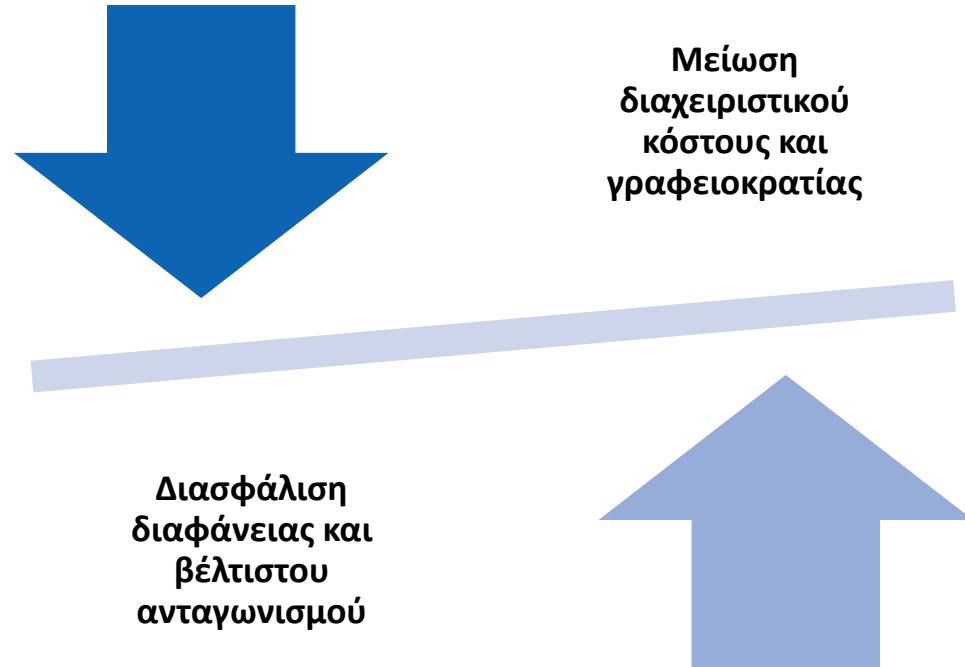 Μείωση
διαχειριστικού
κόστους και
γραφειοκρατίας
Διασφάλιση
διαφάνειας και
βέλτιστου
ανταγωνισμού